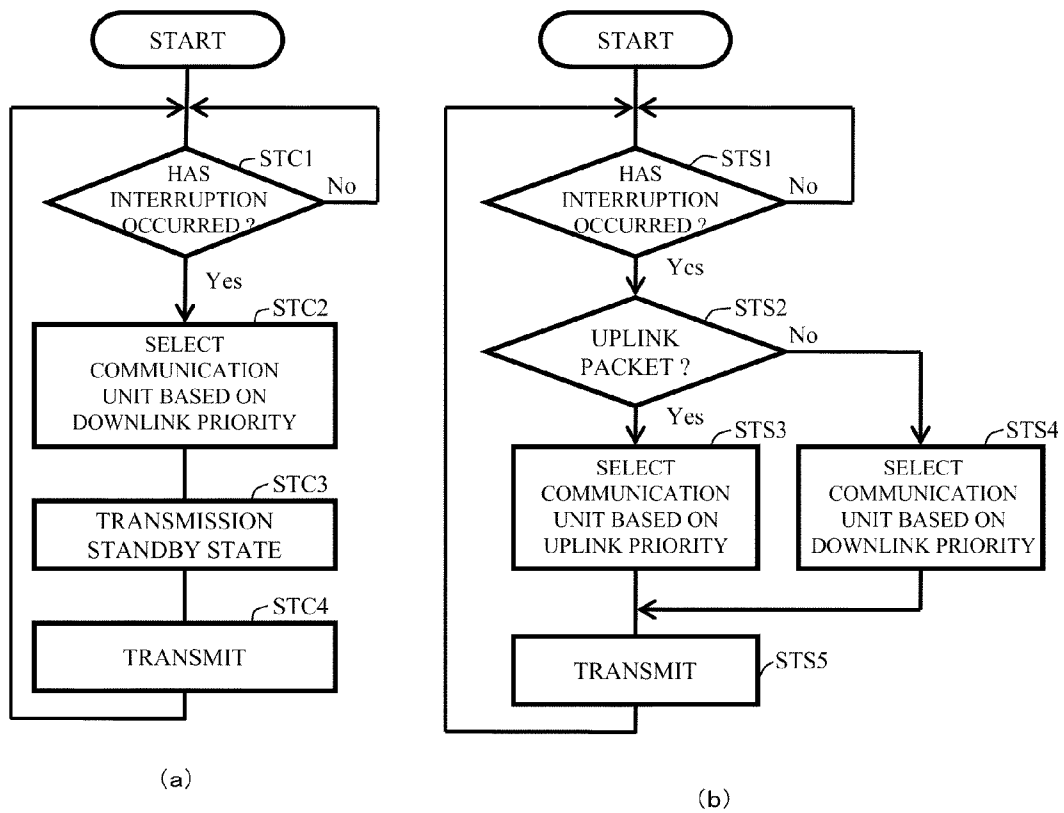 START
STC1
HAS
INTERRUPTION
OCCURRED ?
No
Yes
STC2
SELECT
COMMUNICATION
UNIT BASED ON
DOWNLINK PRIORITY
STC3
TRANSMISSION
STANDBY STATE
STC4
TRANSMIT
(a)
START
STS1
HAS
INTERRUPTION
OCCURRED ?
No
Yes
STS2
UPLINK
PACKET ?
No
Yes
STS3
SELECT
COMMUNICATION
UNIT BASED ON
UPLINK PRIORITY
STS4
SELECT
COMMUNICATION
UNIT BASED ON
DOWNLINK PRIORITY
TRANSMIT
STS5
(b)